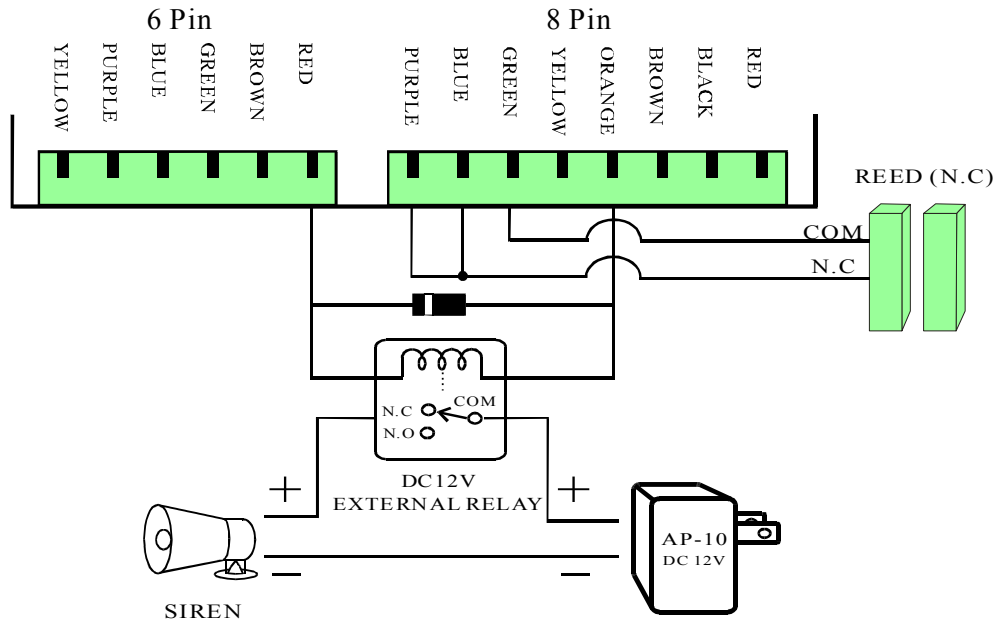 6 Pin
8 Pin
YELLOW
PURPLE
BLUE
GREEN
BROWN
RED
PURPLE
BLUE
GREEN
YELLOW
ORANGE
BROWN
BLACK
RED
REED (N.C)
COM
N.C
N.C
COM
N.O
DC12V
EXTERNAL RELAY
+
+
AP-10
DC 12V
−
−
SIREN